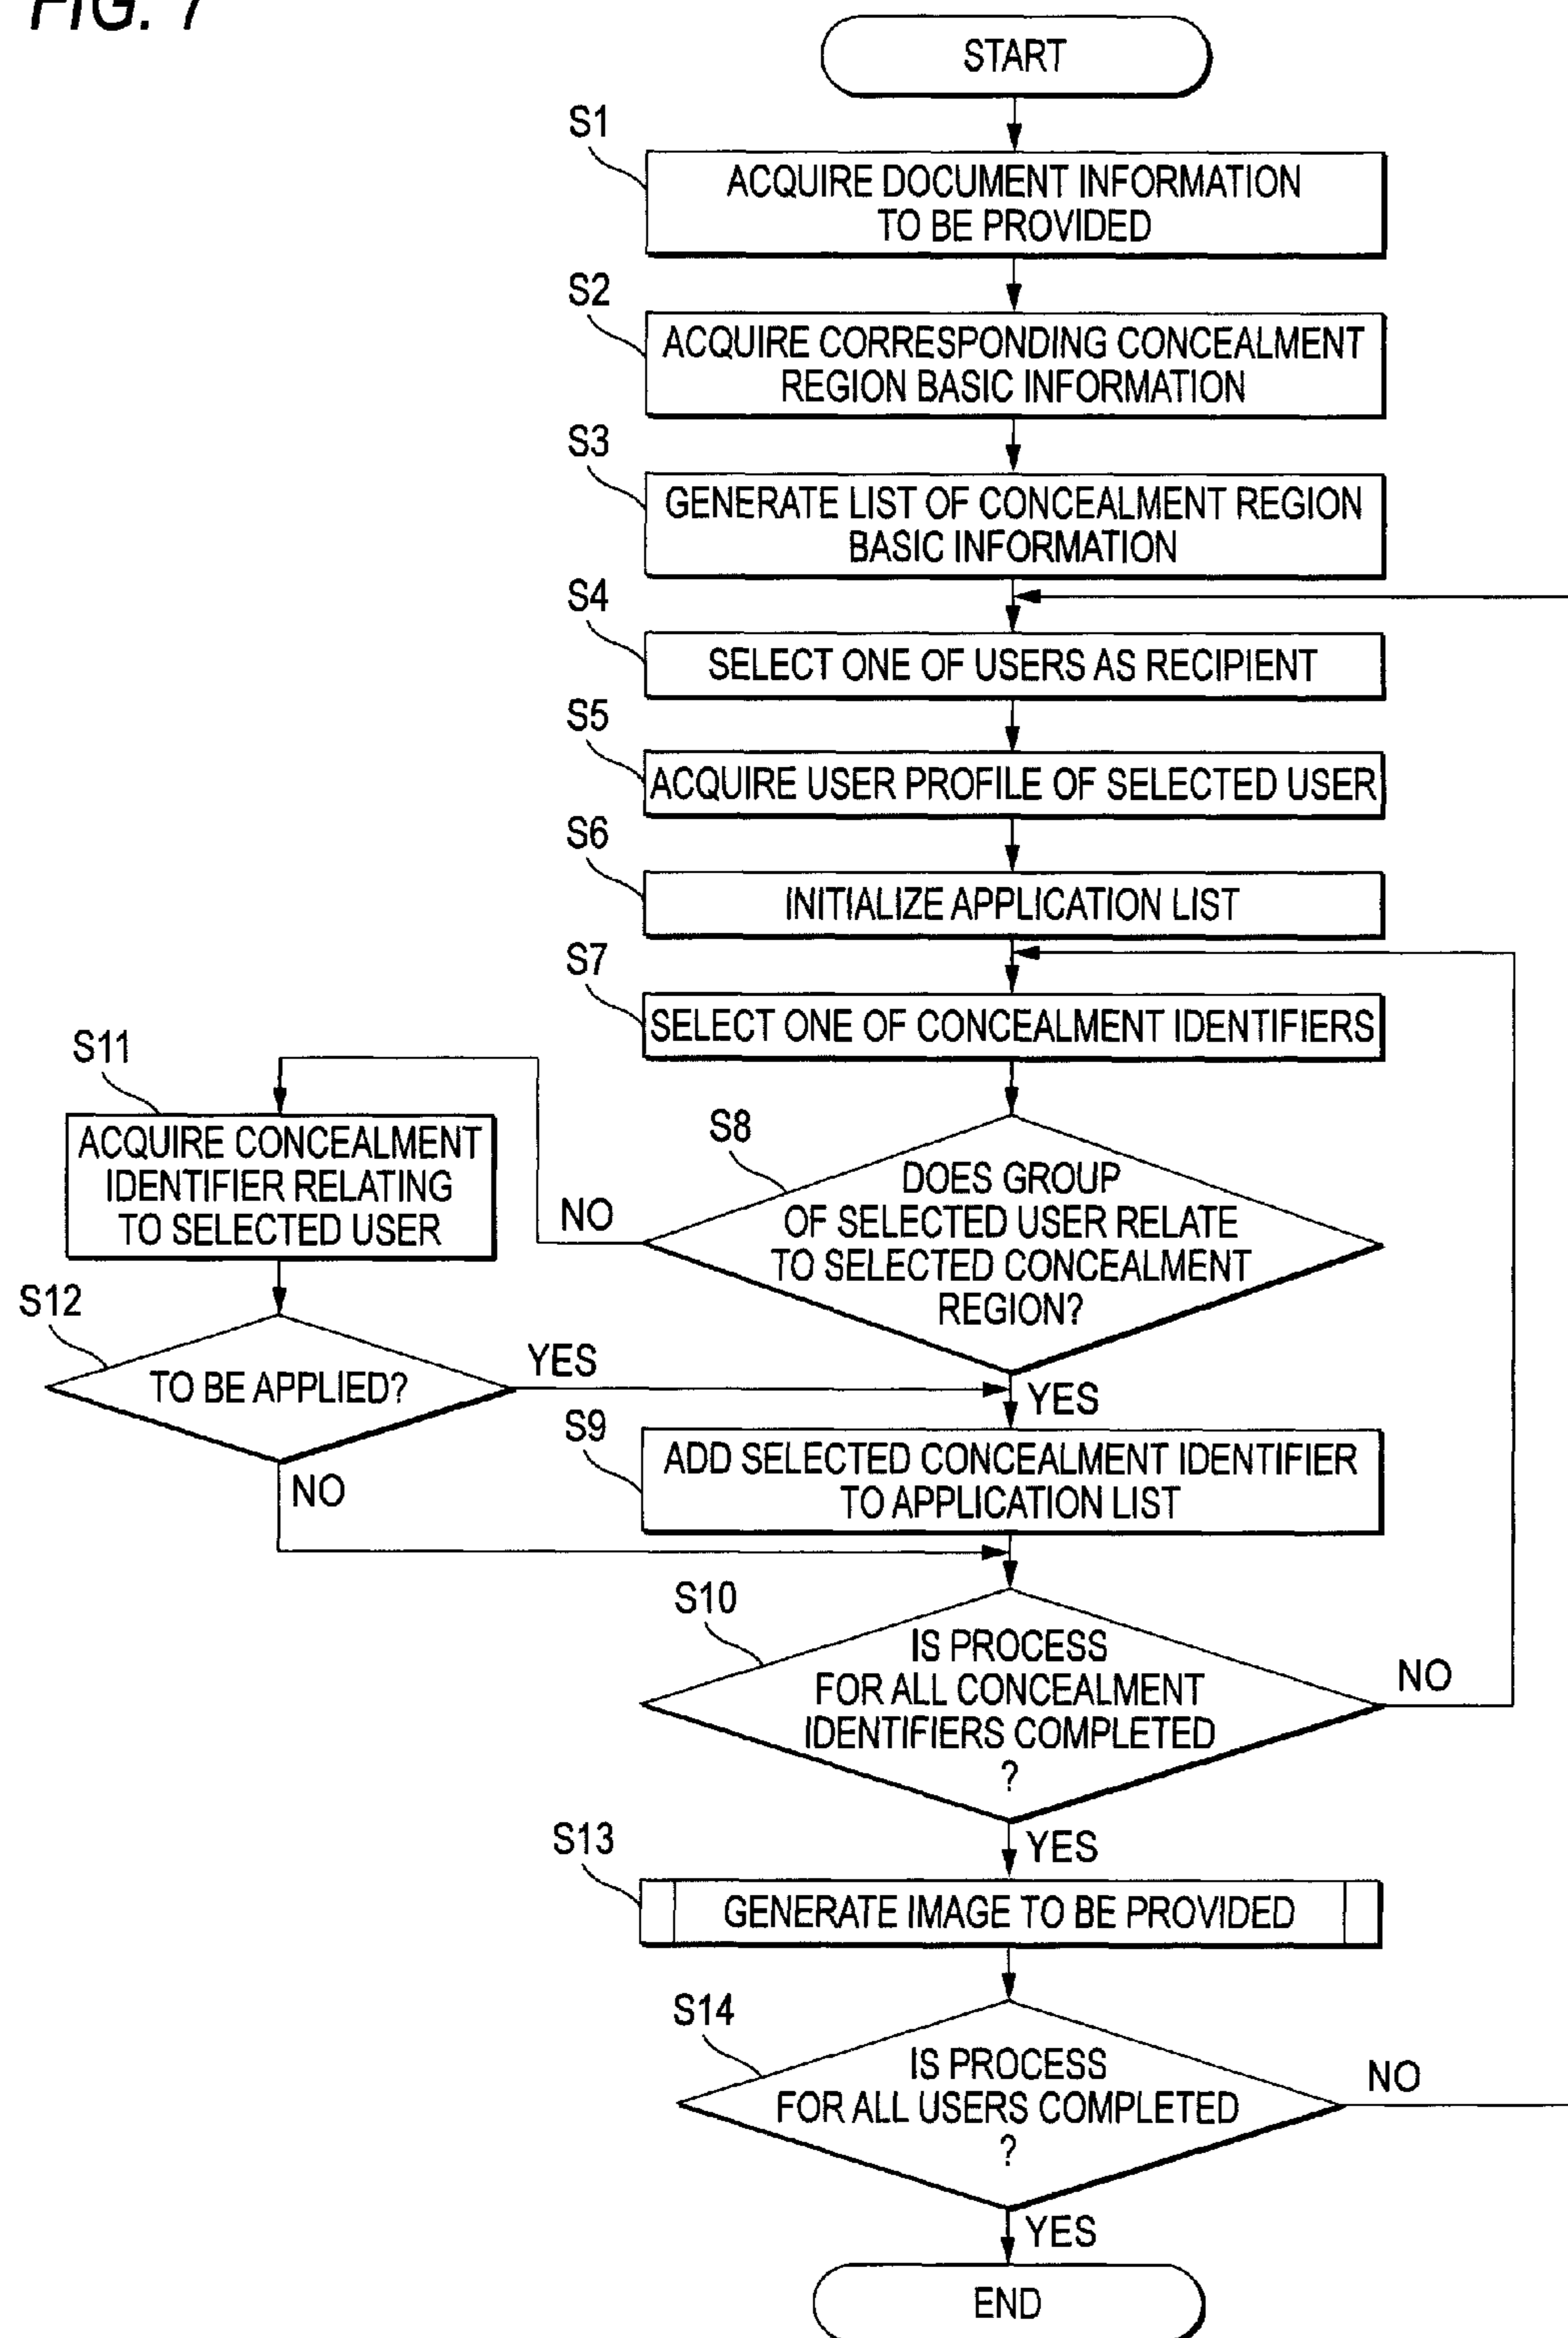 FIG. 7
START
S1
ACQUIRE DOCUMENT INFORMATION
TO BE PROVIDED
S2
ACQUIRE CORRESPONDING CONCEALMENT
REGION BASIC INFORMATION
S3
GENERATE LIST OF CONCEALMENT REGION
BASIC INFORMATION
S4
SELECT ONE OF USERS AS RECIPIENT
S5
ACQUIRE USER PROFILE OF SELECTED USER
S6
INITIALIZE APPLICATION LIST
S7
SELECT ONE OF CONCEALMENT IDENTIFIERS
S11
ACQUIRE CONCEALMENT
IDENTIFIER RELATING
TO SELECTED USER
S8
DOES GROUP
OF SELECTED USER RELATE
TO SELECTED CONCEALMENT
REGION?
NO
S12
TO BE APPLIED?
YES
YES
NO
S9
ADD SELECTED CONCEALMENT IDENTIFIER
TO APPLICATION LIST
S10
IS PROCESS
FOR ALL CONCEALMENT
IDENTIFIERS COMPLETED
?
NO
YES
S13
GENERATE IMAGE TO BE PROVIDED
S14
IS PROCESS
FOR ALL USERS COMPLETED
?
NO
YES
END